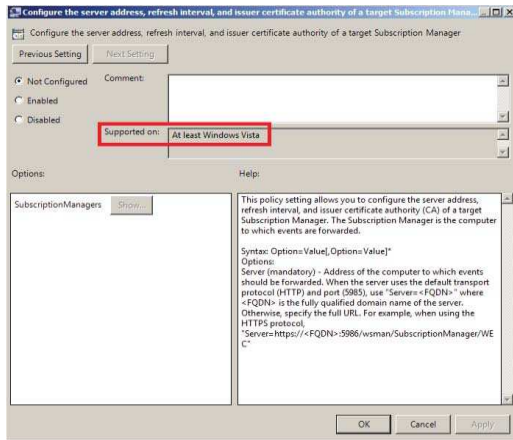 Configure the server address, refresh interval, and issuer certificate authority of a target Subscription Mana...
Configure the server address, refresh interval, and issuer certificate authority of a target Subscription Manager
Previous Setting
Next Setting
Not Configured
Comment:
Enabled
Disabled
Supported on:
At least Windows Vista
Options:
Help:
SubscriptionManagers
Show...
This policy setting allows you to configure the server address,
refresh interval, and issuer certificate authority (CA) of a target
Subscription Manager. The Subscription Manager is the computer
to which events are forwarded.
Syntax: Option=Value[,Option=Value]*
Options:
Server (mandatory) - Address of the computer to which events
should be forwarded. When the server uses the default transport
protocol (HTTP) and port (5985), use "Server=<FQDN>" where
<FQDN> is the fully qualified domain name of the server.
Otherwise, specify the full URL. For example, when using the
HTTPS protocol,
"Server=https://<FQDN>:5986/wsman/SubscriptionManager/WE
C"
OK
Cancel
Apply